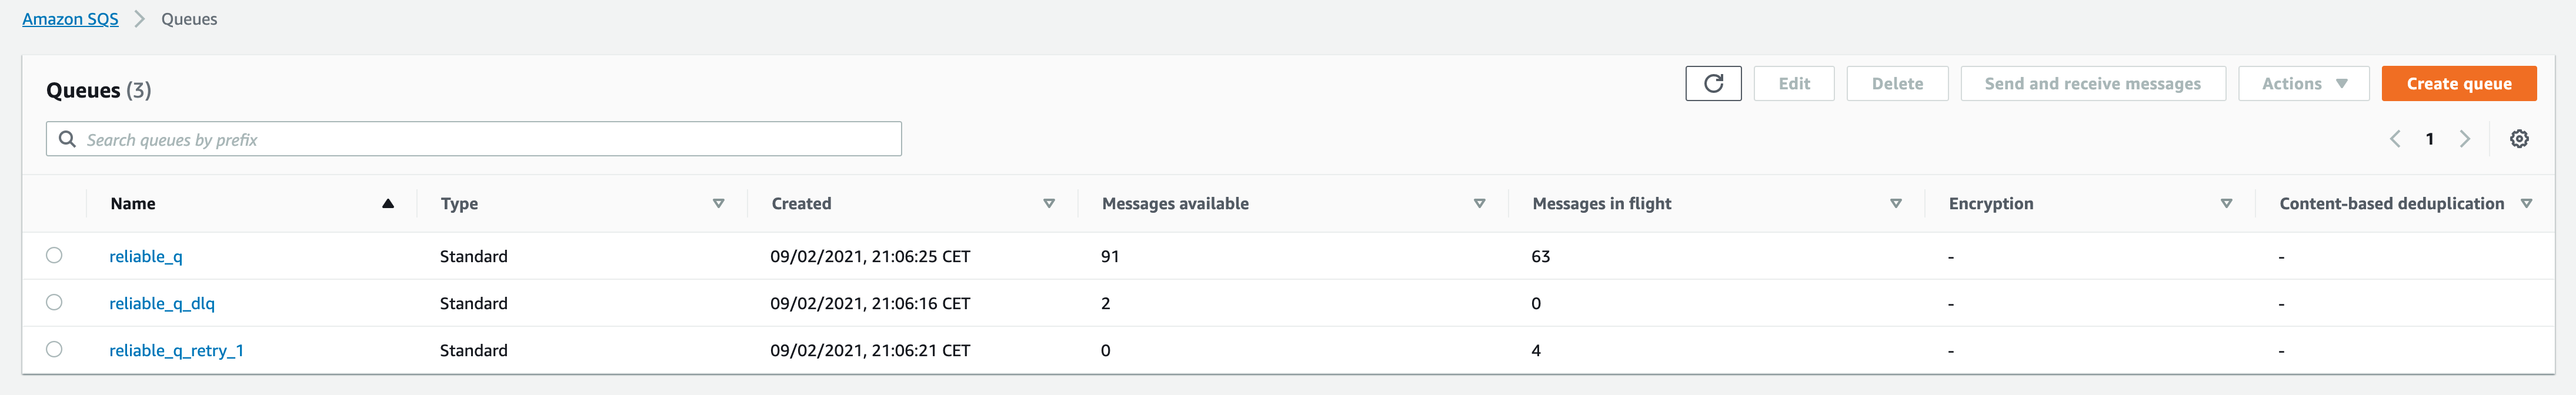 Amazon SQS > Queues
Queues (3) Edit Delete Send and receive messages Actions Create queue
Search queues by prefix 1
Name Type Created Messages available Messages in flight Encryption Content-based deduplication
reliable_q Standard 09/02/2021, 21:06:25 CET 91 63 - -
reliable_q_dlq Standard 09/02/2021, 21:06:16 CET 2 0 - -
reliable_q_retry_1 Standard 09/02/2021, 21:06:21 CET 0 4 - -